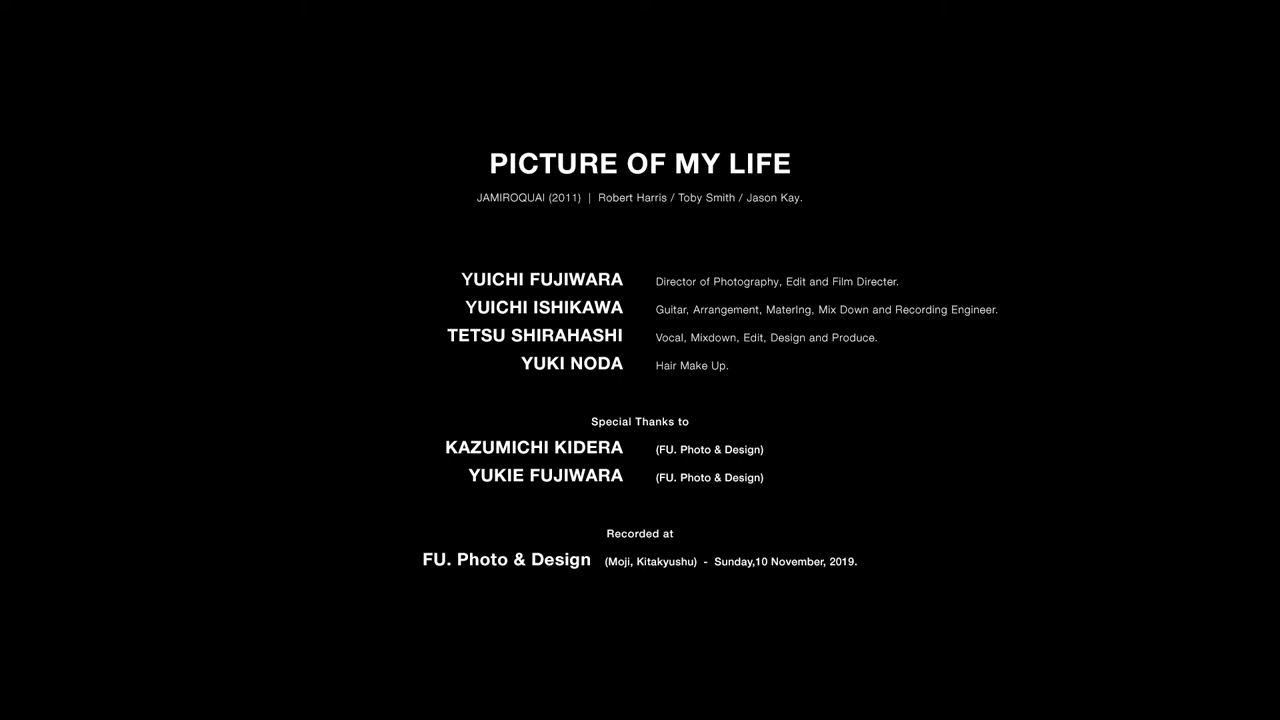 PICTURE OF MY LIFE
JAMIROQUAI (2011) | Robert Harris / Toby Smith / Jason Kay.
YUICHI FUJIWARA Director of Photography, Edit and Film Directer.
YUICHI ISHIKAWA Guitar, Arrangement, MaterIng, Mix Down and Recording Engineer.
TETSU SHIRAHASHI Vocal, Mixdown, Edit, Design and Produce.
YUKI NODA Hair Make Up.
Special Thanks to
KAZUMICHI KIDERA (FU. Photo & Design)
YUKIE FUJIWARA (FU. Photo & Design)
Recorded at
FU. Photo & Design (Moji, Kitakyushu) - Sunday,10 November, 2019.